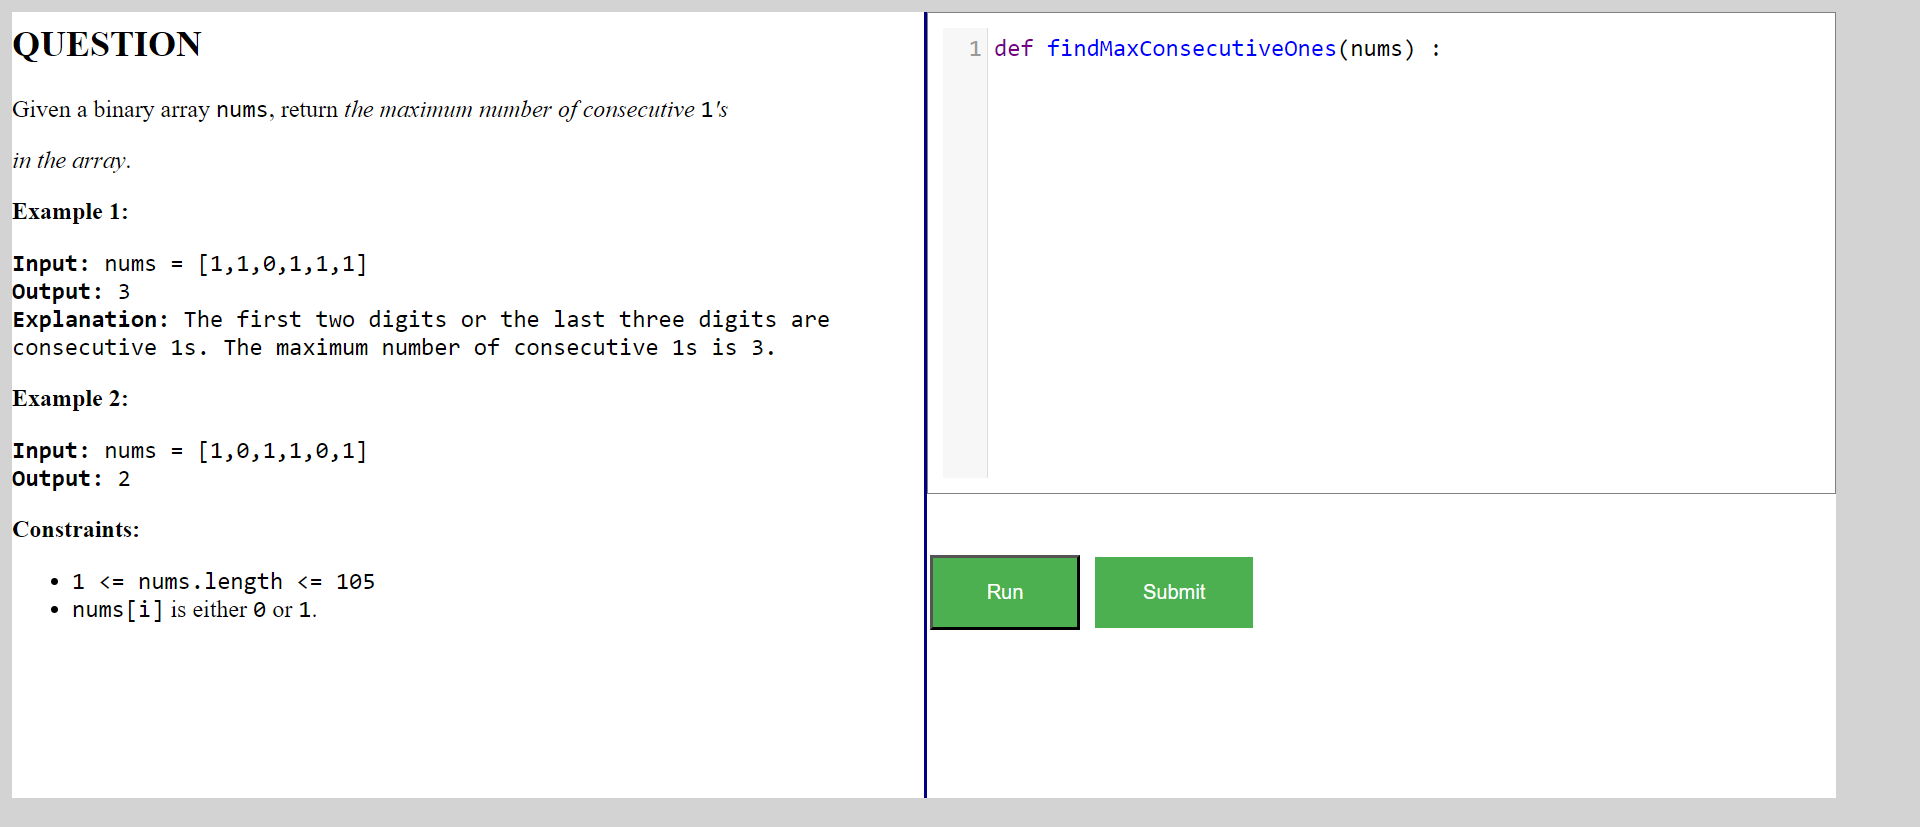 QUESTION
Given a binary array nums, return the maximum number of consecutive 1's
in the array.
Example 1:
Input: nums = [1,1,0,1,1,1]
Output: 3
Explanation: The first two digits or the last three digits are
consecutive 1s. The maximum number of consecutive 1s is 3.
Example 2:
Input: nums = [1,0,1,1,0,1]
Output: 2
Constraints:
• 1 <= nums.length <= 105
• nums[i] is either 0 or 1.
1 def findMaxConsecutiveOnes(nums) :
Run Submit